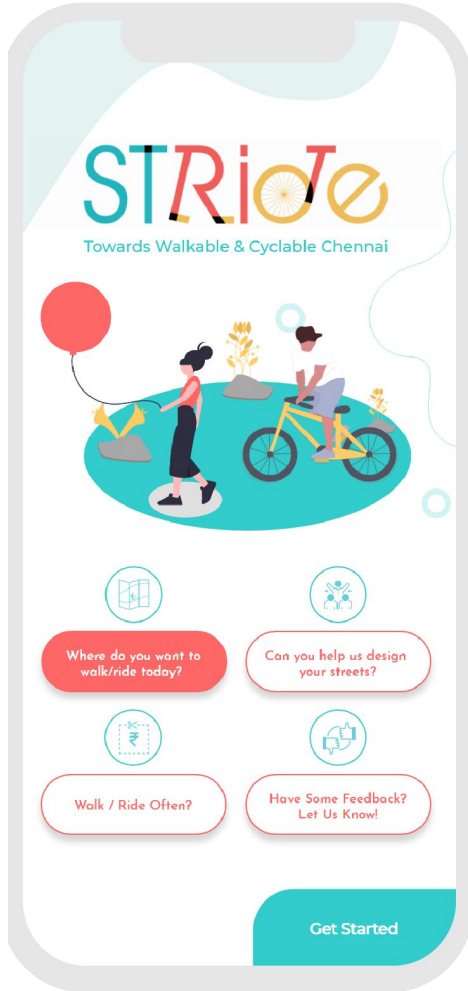 STRide
Towards Walkable & Cyclable Chennai
Where do you want to
walk/ride today?
Can you help us design
your streets?
₹
Walk / Ride Often?
Have Some Feedback?
Let Us Know!
Get Started